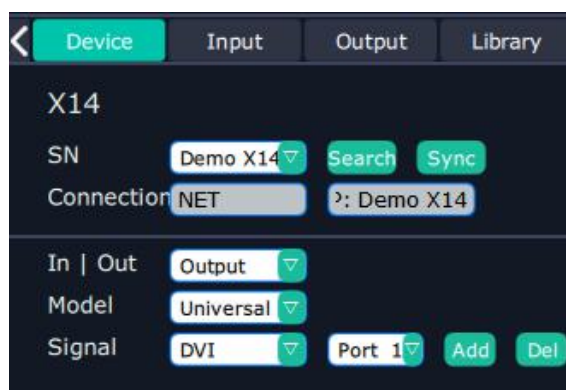 Device Input Output Library
X14
SN Demo X14 Search Sync
Connection NET P: Demo X14
In | Out Output
Model Universal
Signal DVI Port 1 Add Del